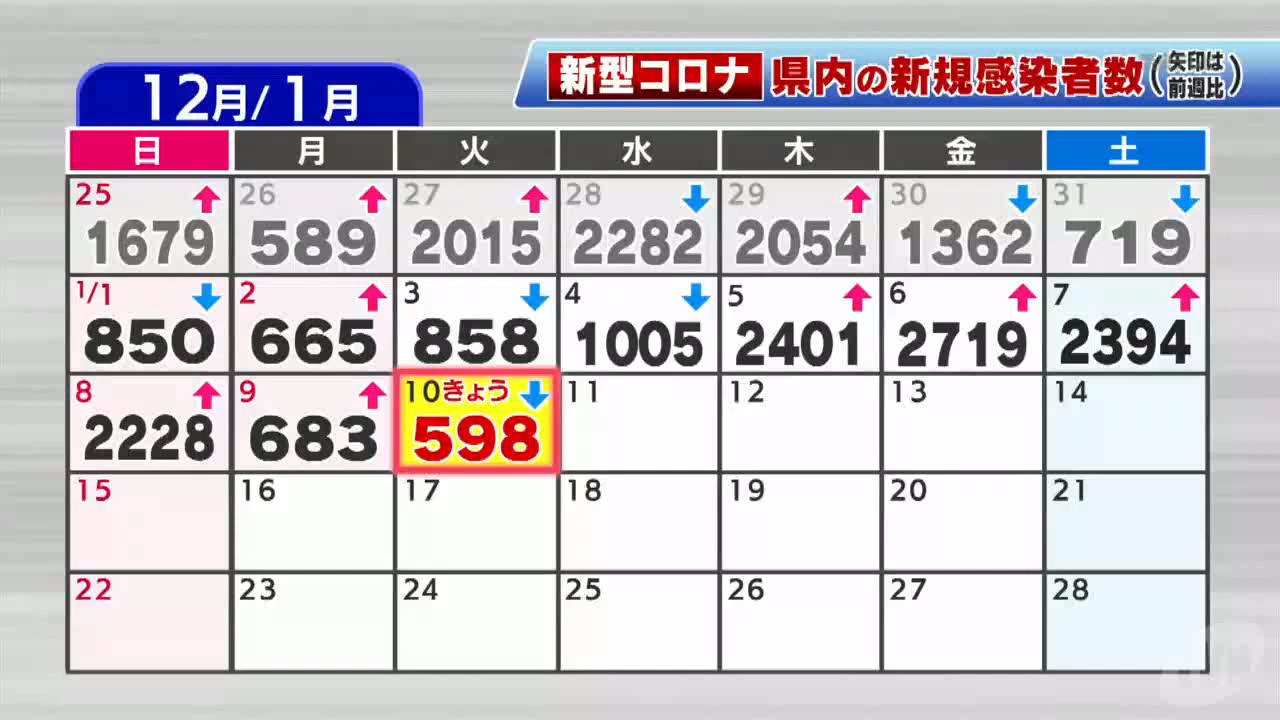 新型コロナ 県内の新規感染者数(矢印は前週比)
12月/1月
日 月 火 水 木 金 土
25 ↑ 26 ↑ 27 ↑ 28 ↓ 29 ↑ 30 ↓ 31 ↓
1679 589 2015 2282 2054 1362 719
1/1 ↓ 2 ↑ 3 ↓ 4 ↓ 5 ↑ 6 ↑ 7 ↑
850 665 858 1005 2401 2719 2394
8 ↑ 9 ↑ 10きょう ↓ 11 12 13 14
2228 683 598
15 16 17 18 19 20 21
22 23 24 25 26 27 28